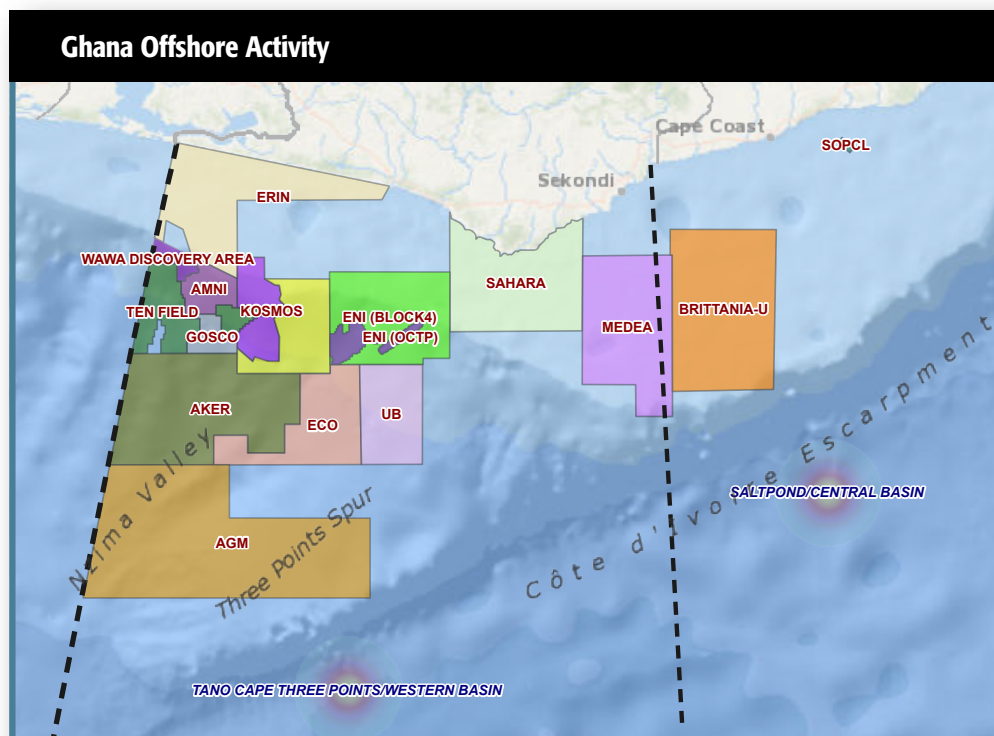 Ghana Offshore Activity
Cape Coast
SOPCL
Sekondi
ERIN
WAWA DISCOVERY AREA
AMNI
SAHARA
TEN FIELD
KOSMOS
ENI (BLOCK4)
BRITTANIA-U
GOSCO
ENI (OCTP)
MEDEA
AKER
UB
ECO
Nzima Valley
Côte d'Ivorre Escarpment
SALTPOND/CENTRAL BASIN
AGM
Three Points Spur
TANO CAPE THREE POINTS/WESTERN BASIN